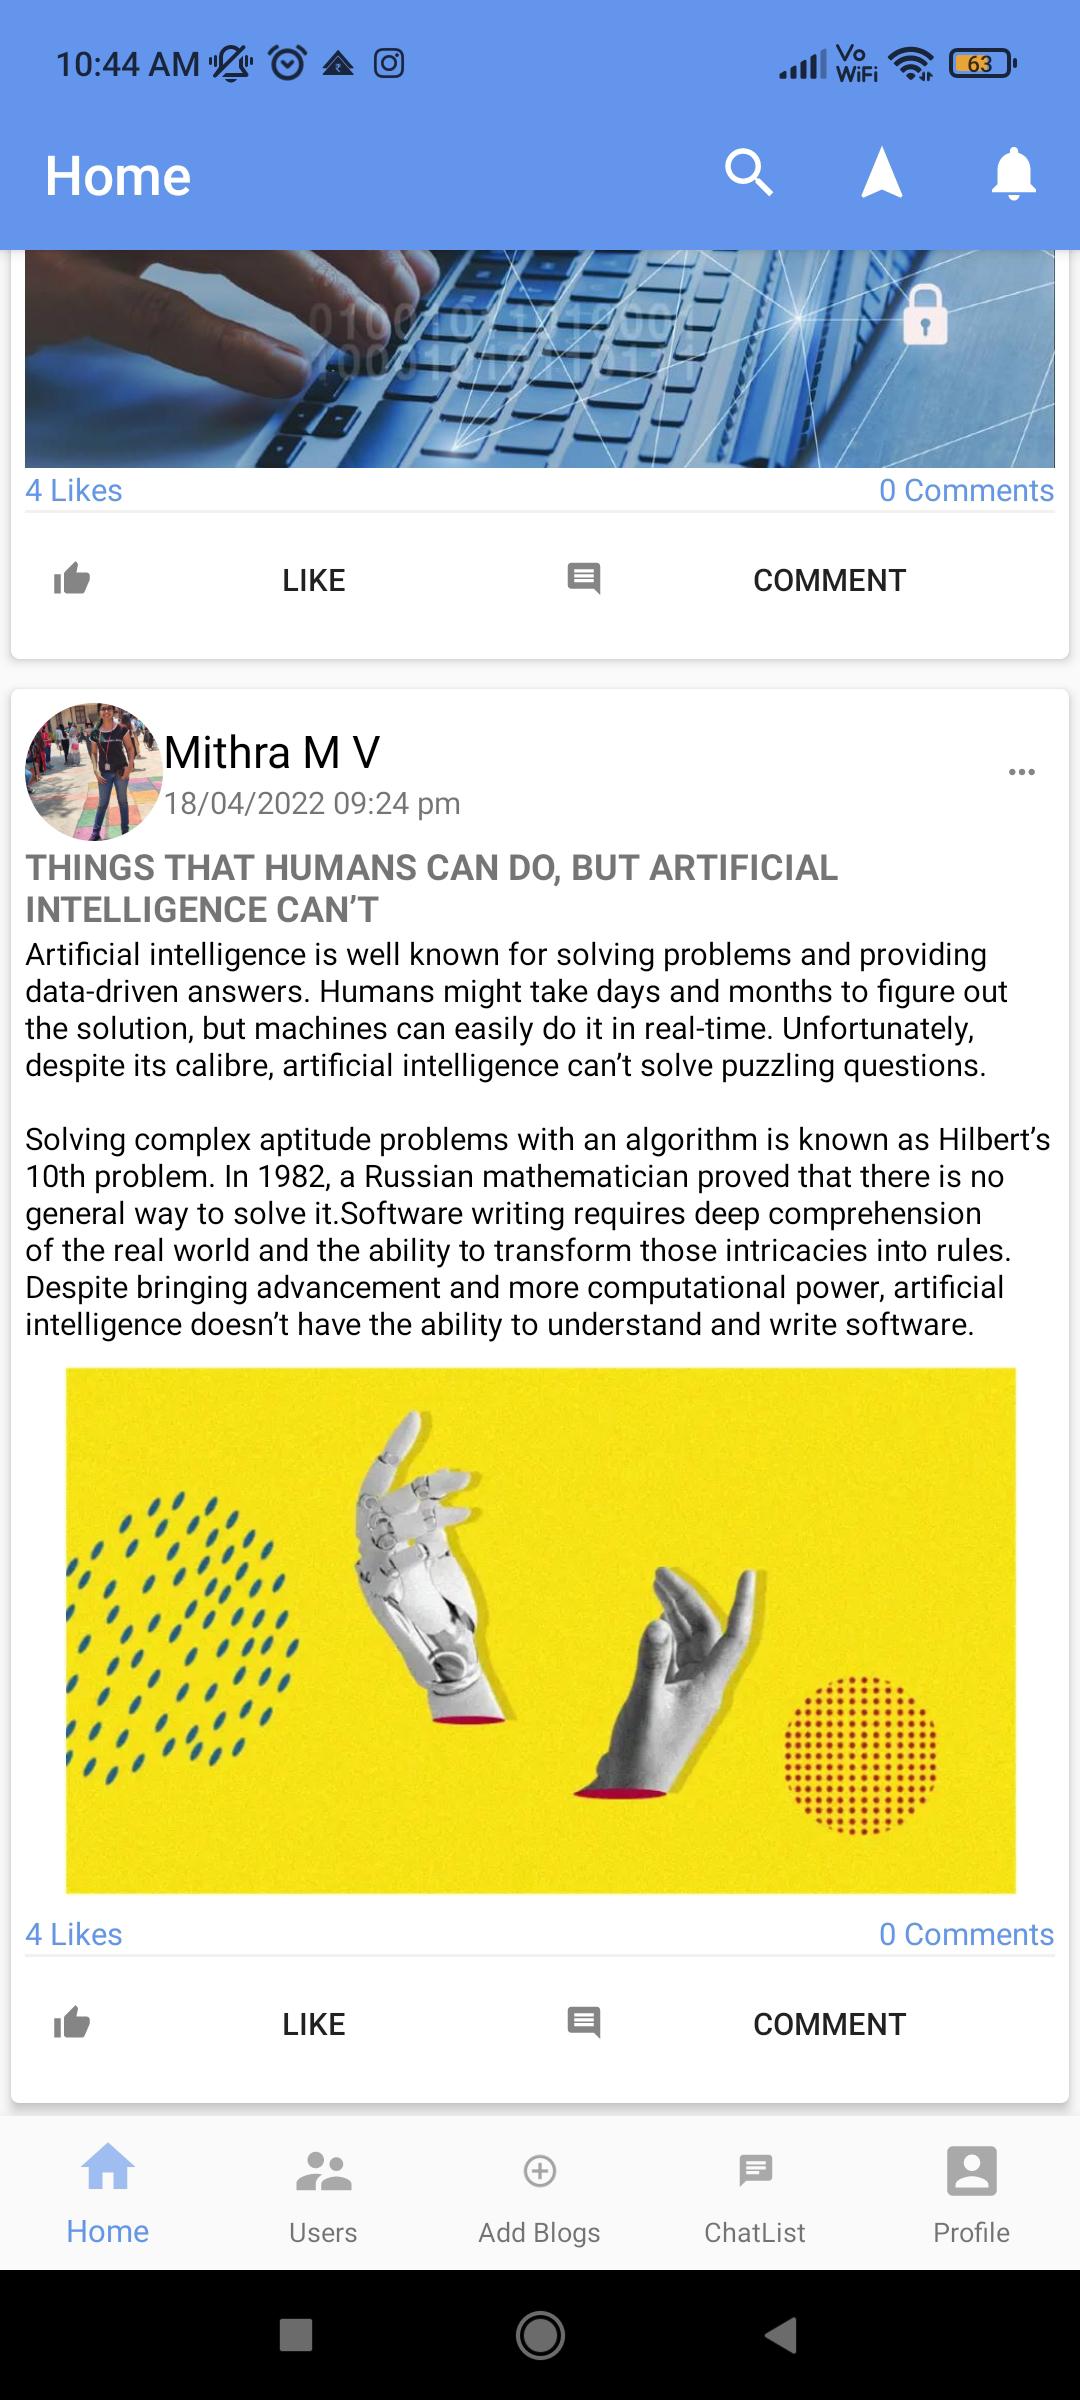 10:44 AM
Vo
WiFi
63
Home
4 Likes
0 Comments
LIKE
COMMENT
Mithra M V
18/04/2022 09:24 pm
THINGS THAT HUMANS CAN DO, BUT ARTIFICIAL
INTELLIGENCE CAN’T
Artificial intelligence is well known for solving problems and providing
data-driven answers. Humans might take days and months to figure out
the solution, but machines can easily do it in real-time. Unfortunately,
despite its calibre, artificial intelligence can’t solve puzzling questions.
Solving complex aptitude problems with an algorithm is known as Hilbert’s
10th problem. In 1982, a Russian mathematician proved that there is no
general way to solve it.Software writing requires deep comprehension
of the real world and the ability to transform those intricacies into rules.
Despite bringing advancement and more computational power, artificial
intelligence doesn’t have the ability to understand and write software.
4 Likes
0 Comments
LIKE
COMMENT
Home
Users
Add Blogs
ChatList
Profile